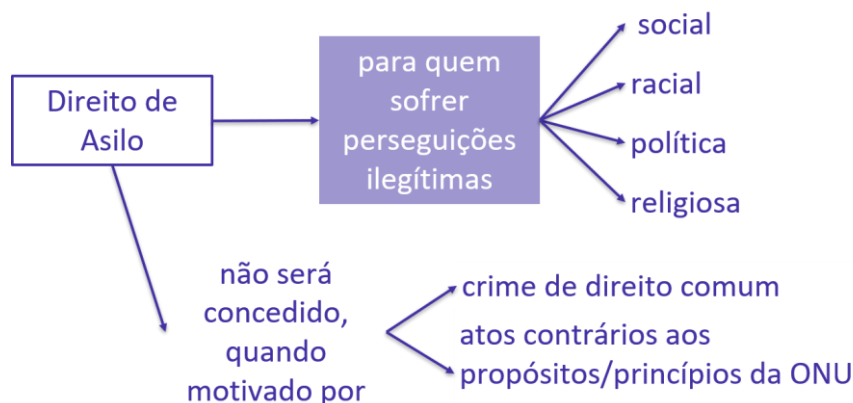 Direito de
Asilo
para quem
sofrer
perseguições
ilegítimas
social
racial
política
religiosa
não será
concedido,
quando
motivado por
crime de direito comum
atos contrários aos
propósitos/princípios da ONU